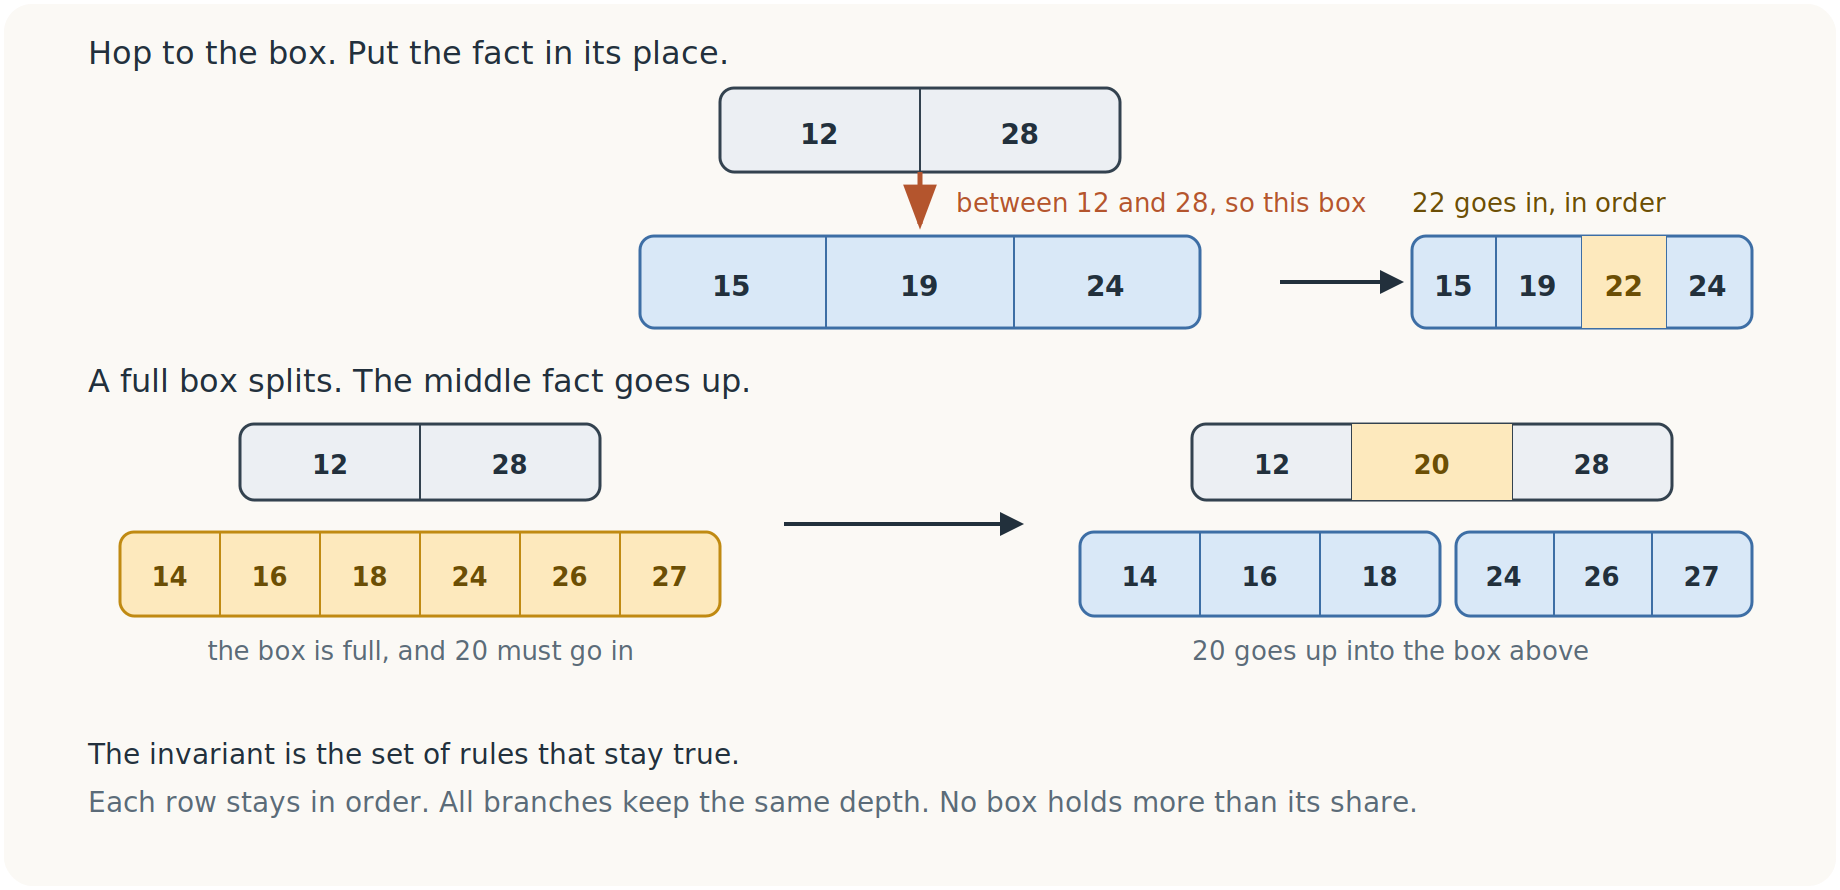 Hop to the box. Put the fact in its place.
12 28
between 12 and 28, so this box
22 goes in, in order
15 19 24
15 19 22 24
A full box splits. The middle fact goes up.
12 28
12 20 28
14 16 18 24 26 27
14 16 18
24 26 27
the box is full, and 20 must go in
20 goes up into the box above
The invariant is the set of rules that stay true.
Each row stays in order. All branches keep the same depth. No box holds more than its share.